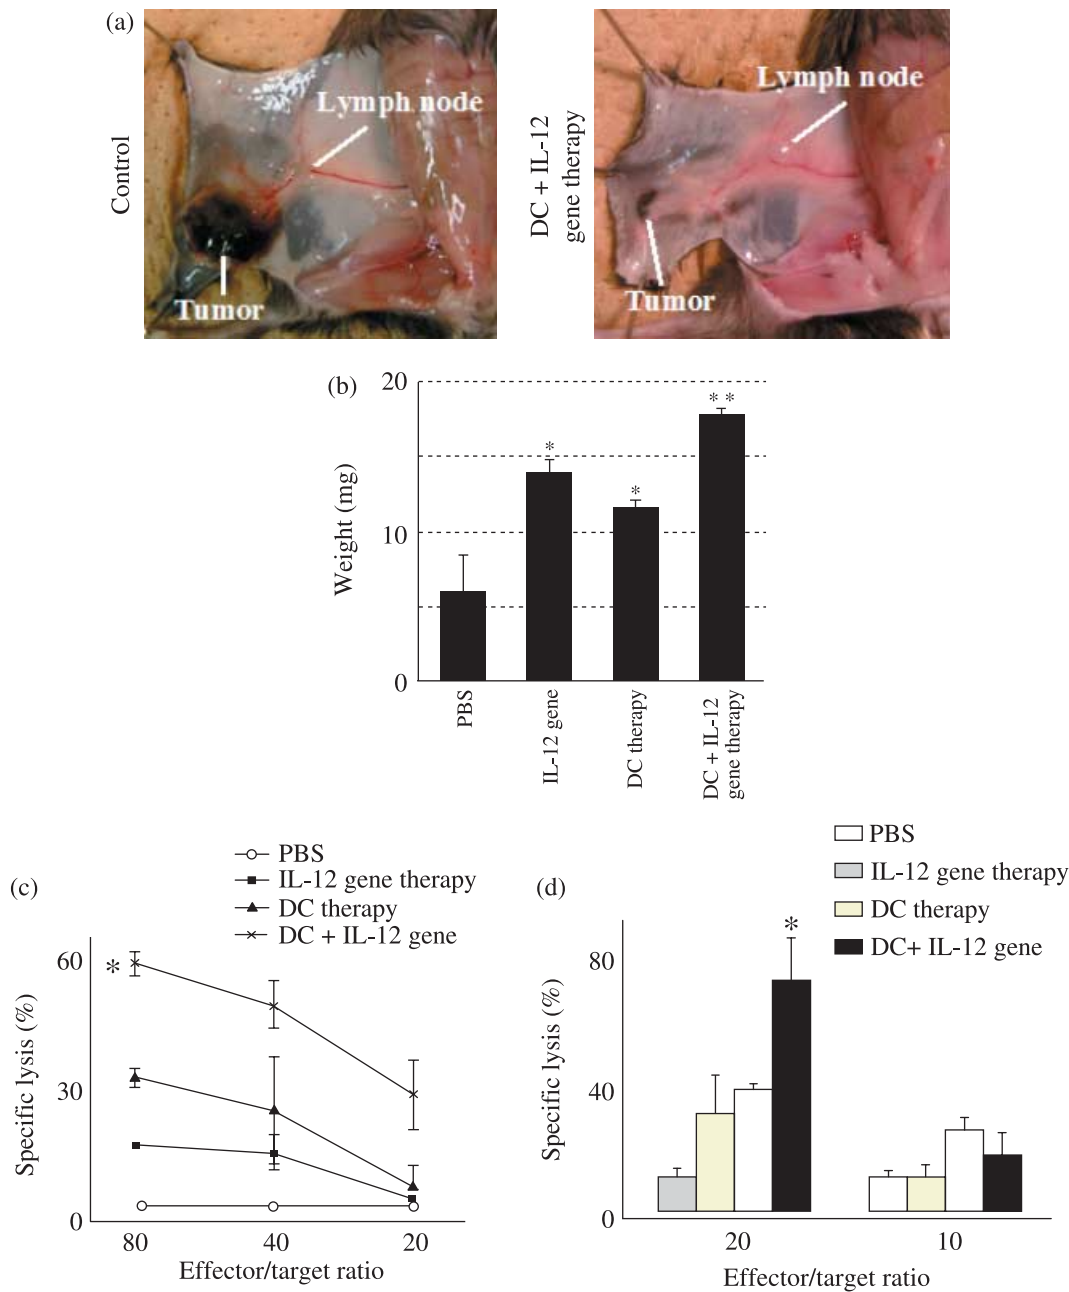 (a)
Control
Lymph node
Tumor
DC + IL-12
gene therapy
Lymph node
Tumor
(b)
Weight (mg)
20
10
0
*
*
* *
PBS
IL-12 gene
DC therapy
DC + IL-12
gene therapy
(c)
PBS
IL-12 gene therapy
DC therapy
DC + IL-12 gene
Specific lysis (%)
60
30
0
*
80 40 20
Effector/target ratio
(d)
PBS
IL-12 gene therapy
DC therapy
DC+ IL-12 gene
Specific lysis (%)
80
40
0
*
20 10
Effector/target ratio